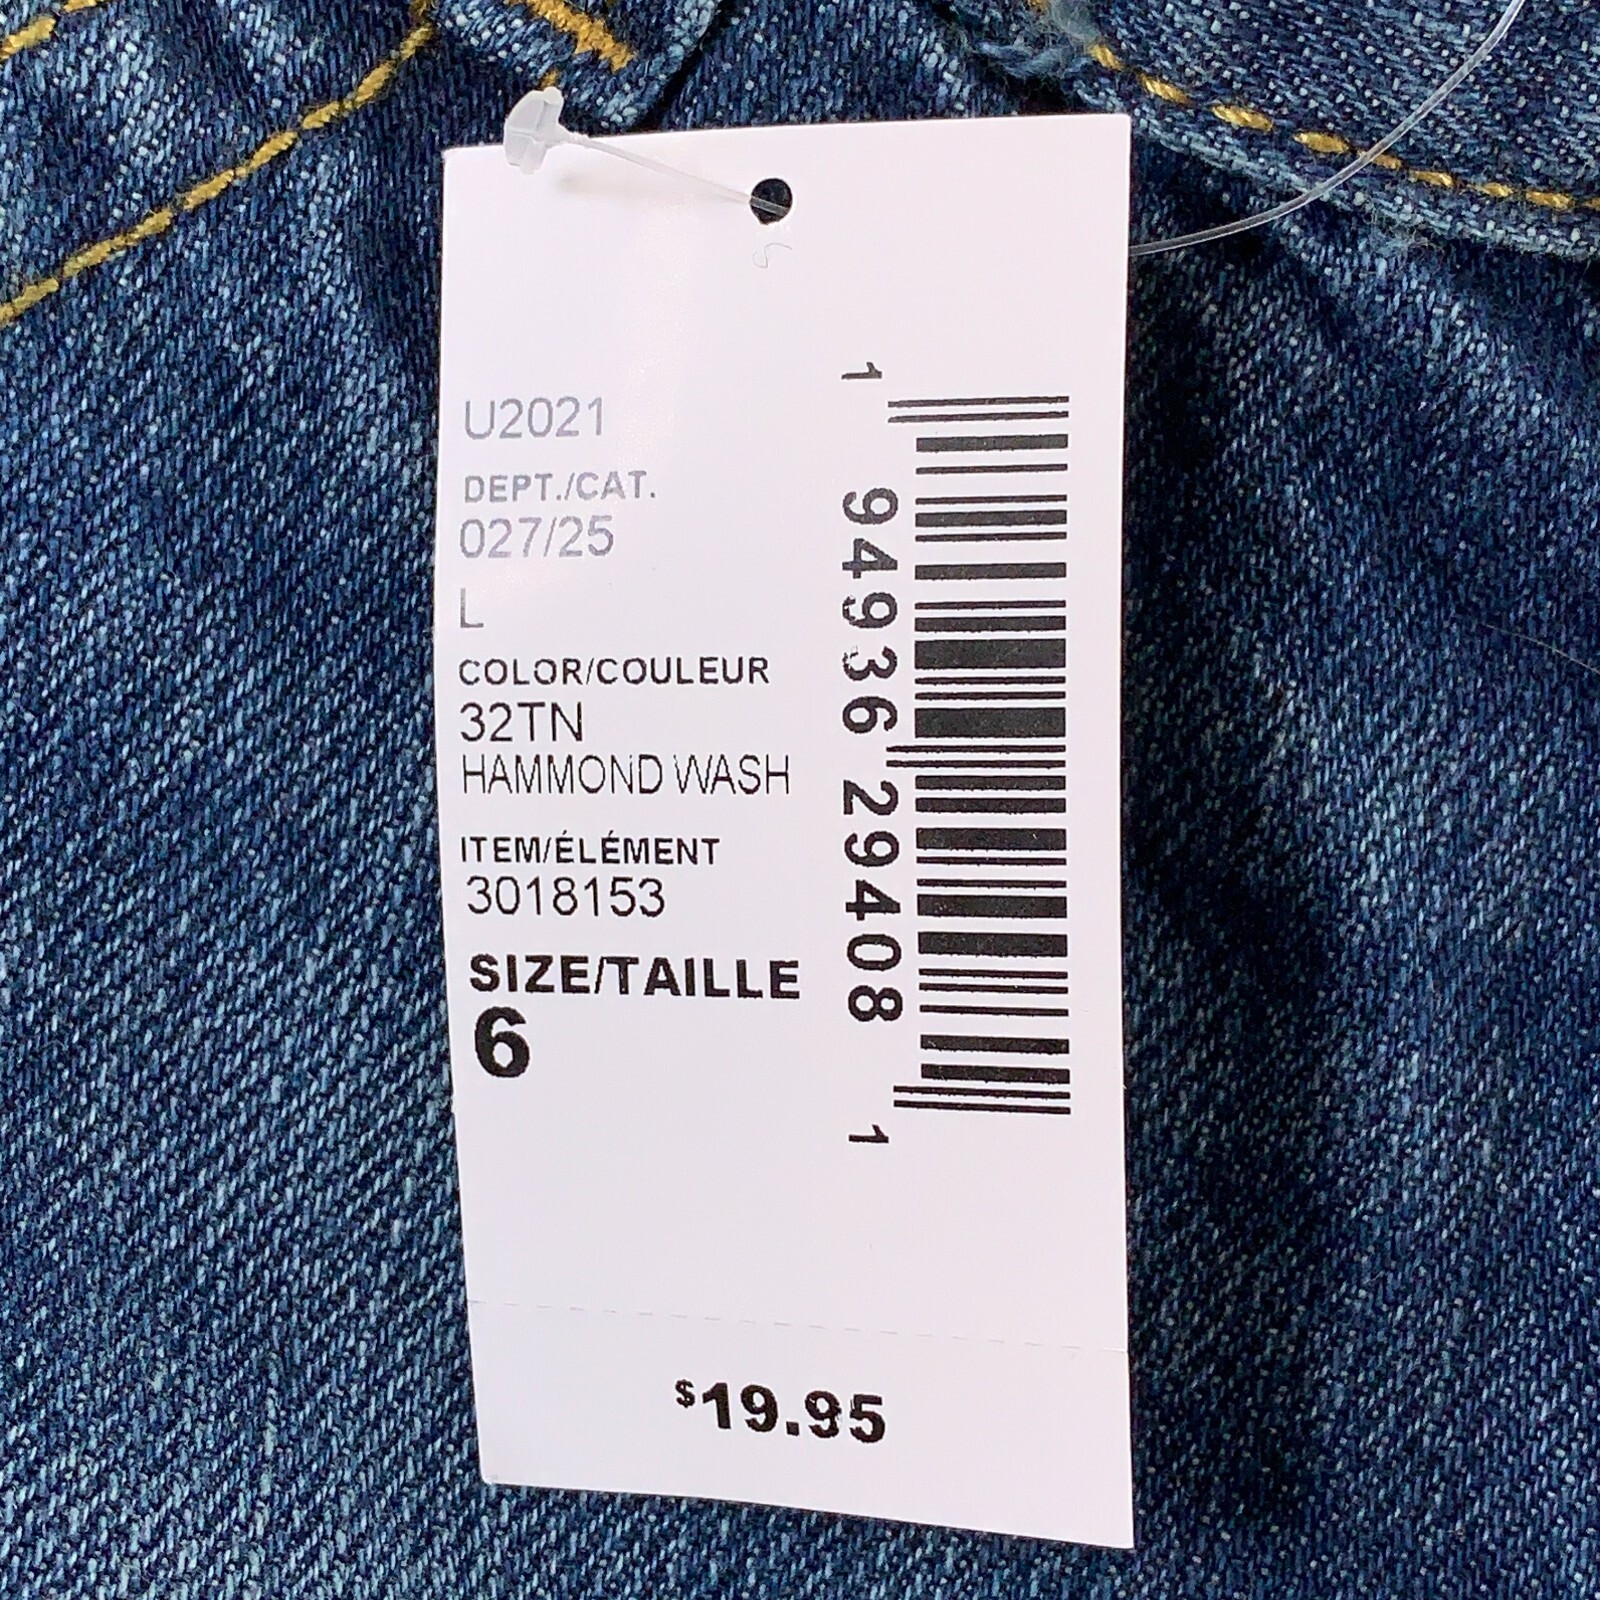 U2021
DEPT./CAT.
027/25
L
COLOR/COULEUR
32TN
HAMMOND WASH
ITEM/ÉLÉMENT
3018153
SIZE/TAILLE
6
1 94936 29408 1
$19.95